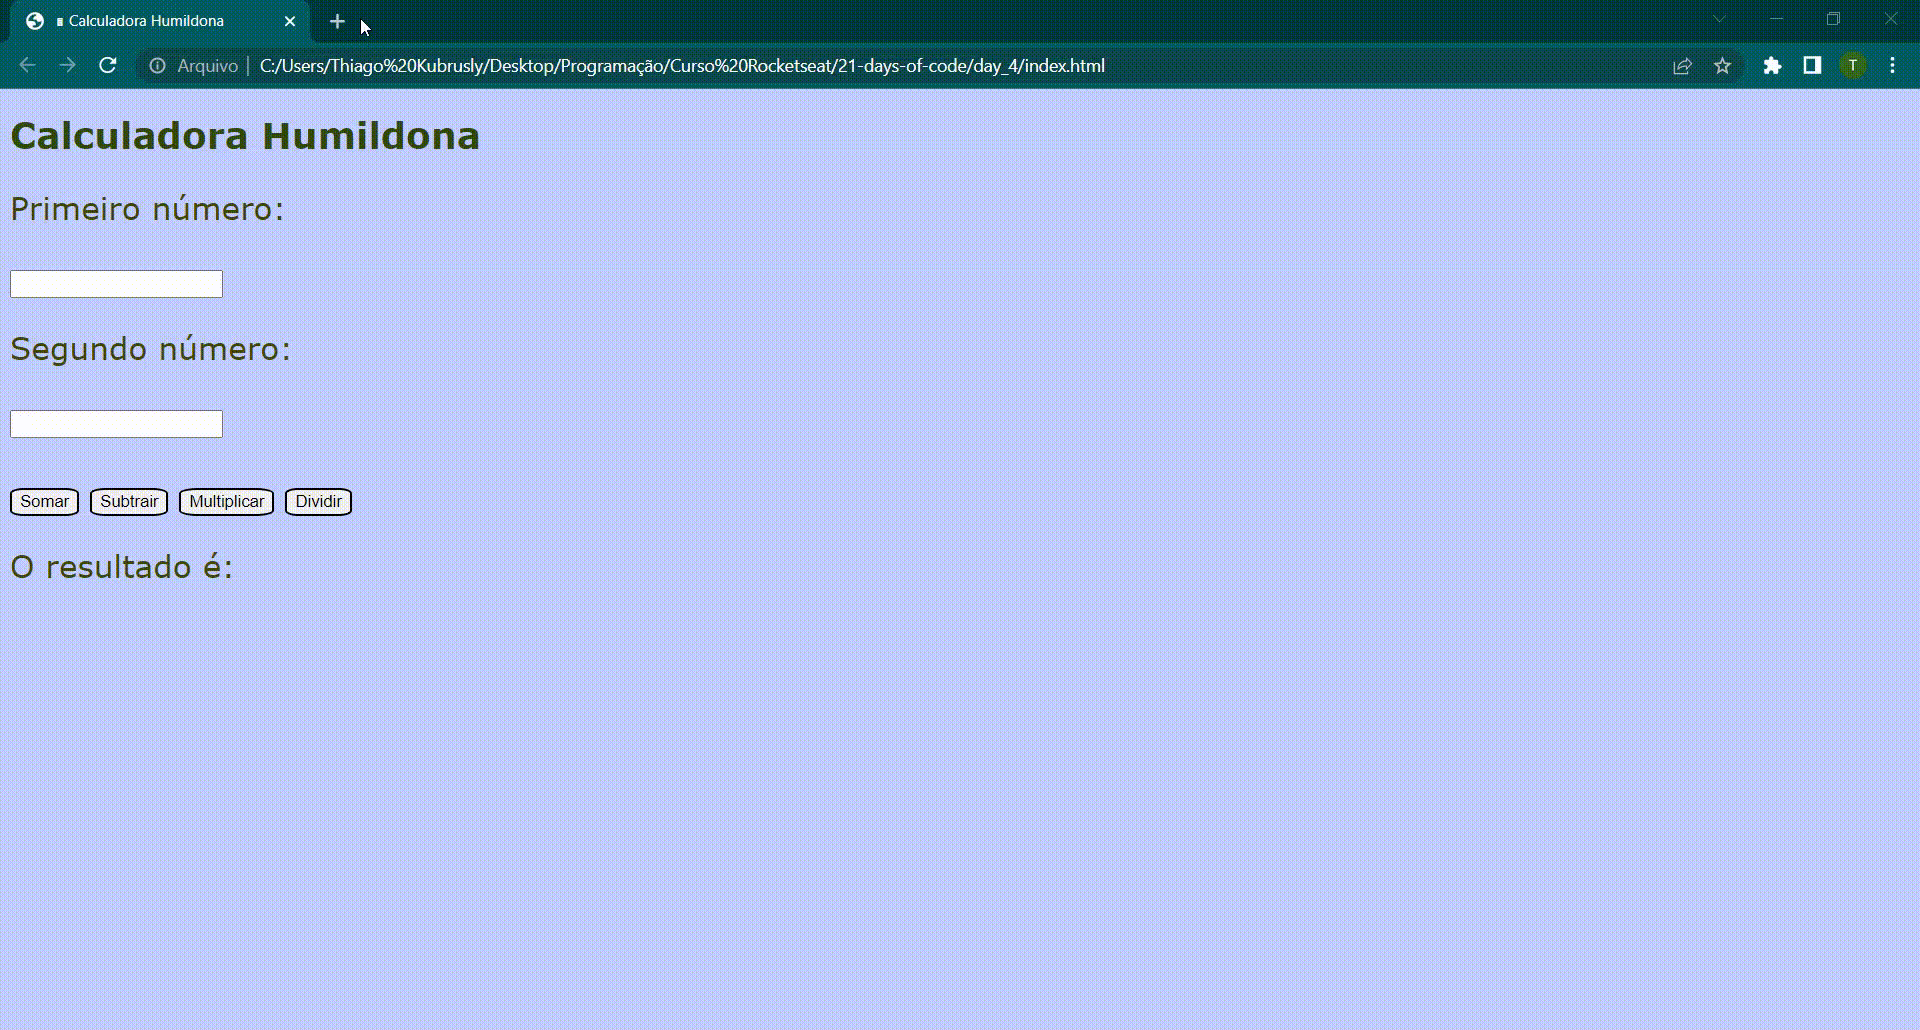 Calculadora Humildona
Arquivo | C:/Users/Thiago%20Kubrusly/Desktop/Programação/Curso%20Rocketseat/21-days-of-code/day_4/index.html
T
Calculadora Humildona
Primeiro número:
Segundo número:
Somar Subtrair Multiplicar Dividir
O resultado é: